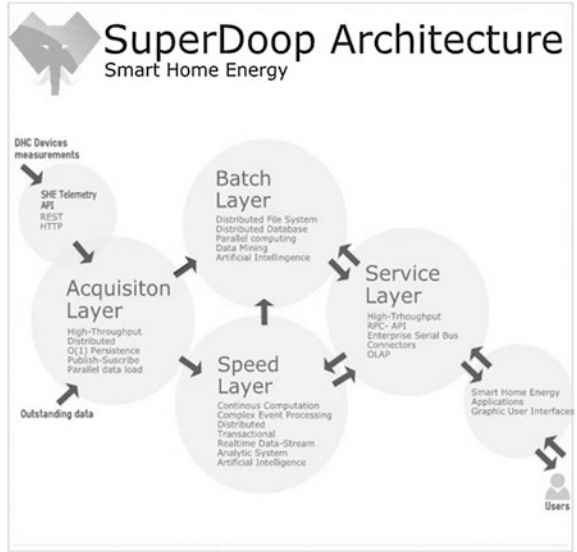 SuperDoop Architecture
Smart Home Energy
DHC Devices
measurements
SHE Telemetry
API
REST
HTTP
Acquisiton
Layer
High-Throughput
Distributed
O(1) Persistence
Publish-Suscribe
Parallel data load
Outstanding data
Batch
Layer
Distributed File System
Distributed Database
Parallel computing
Data Mining
Artificial Intellingence
Speed
Layer
Continous Computation
Complex Event Processing
Distributed
Transactional
Realtime Data-Stream
Analytic System
Artificial Intelligence
Service
Layer
High-Trhoughput
RPC- API
Enterprise Serial Bus
Connectors
OLAP
Smart Home Energy
Applications
Graphic User Interfaces
Users